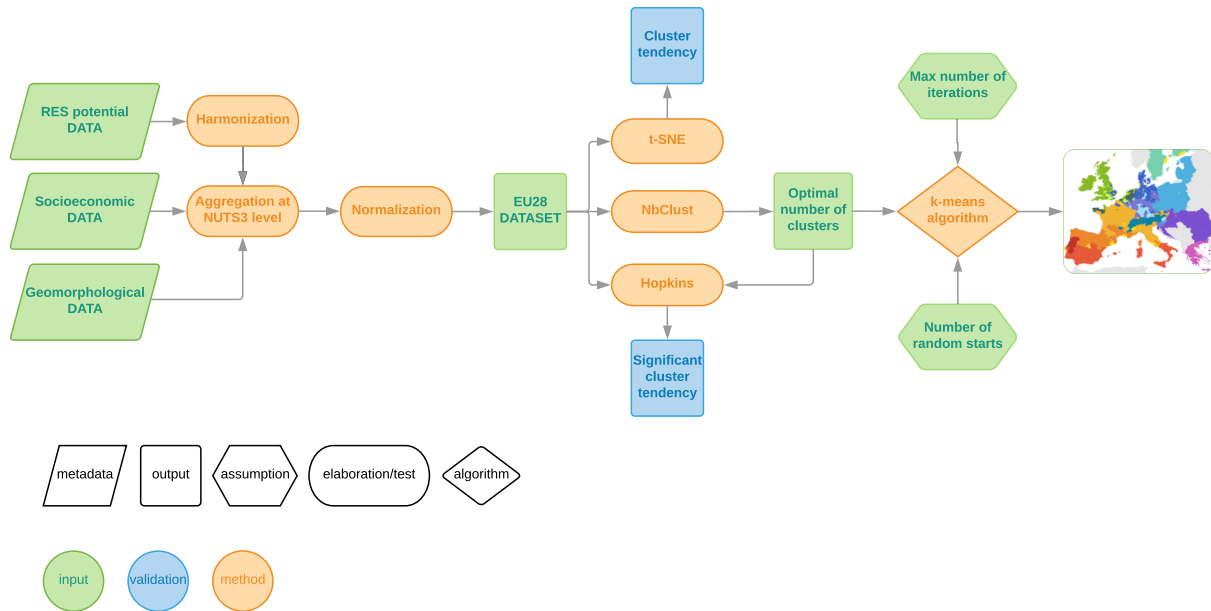 RES potential
DATA
Harmonization
Socioeconomic
DATA
Aggregation at
NUTS3 level
Geomorphological
DATA
Normalization
EU28
DATASET
Cluster
tendency
t-SNE
NbClust
Hopkins
Significant
cluster
tendency
Optimal
number of
clusters
Max number of
iterations
k-means
algorithm
Number of
random starts
metadata
output
assumption
elaboration/test
algorithm
input
validation
method